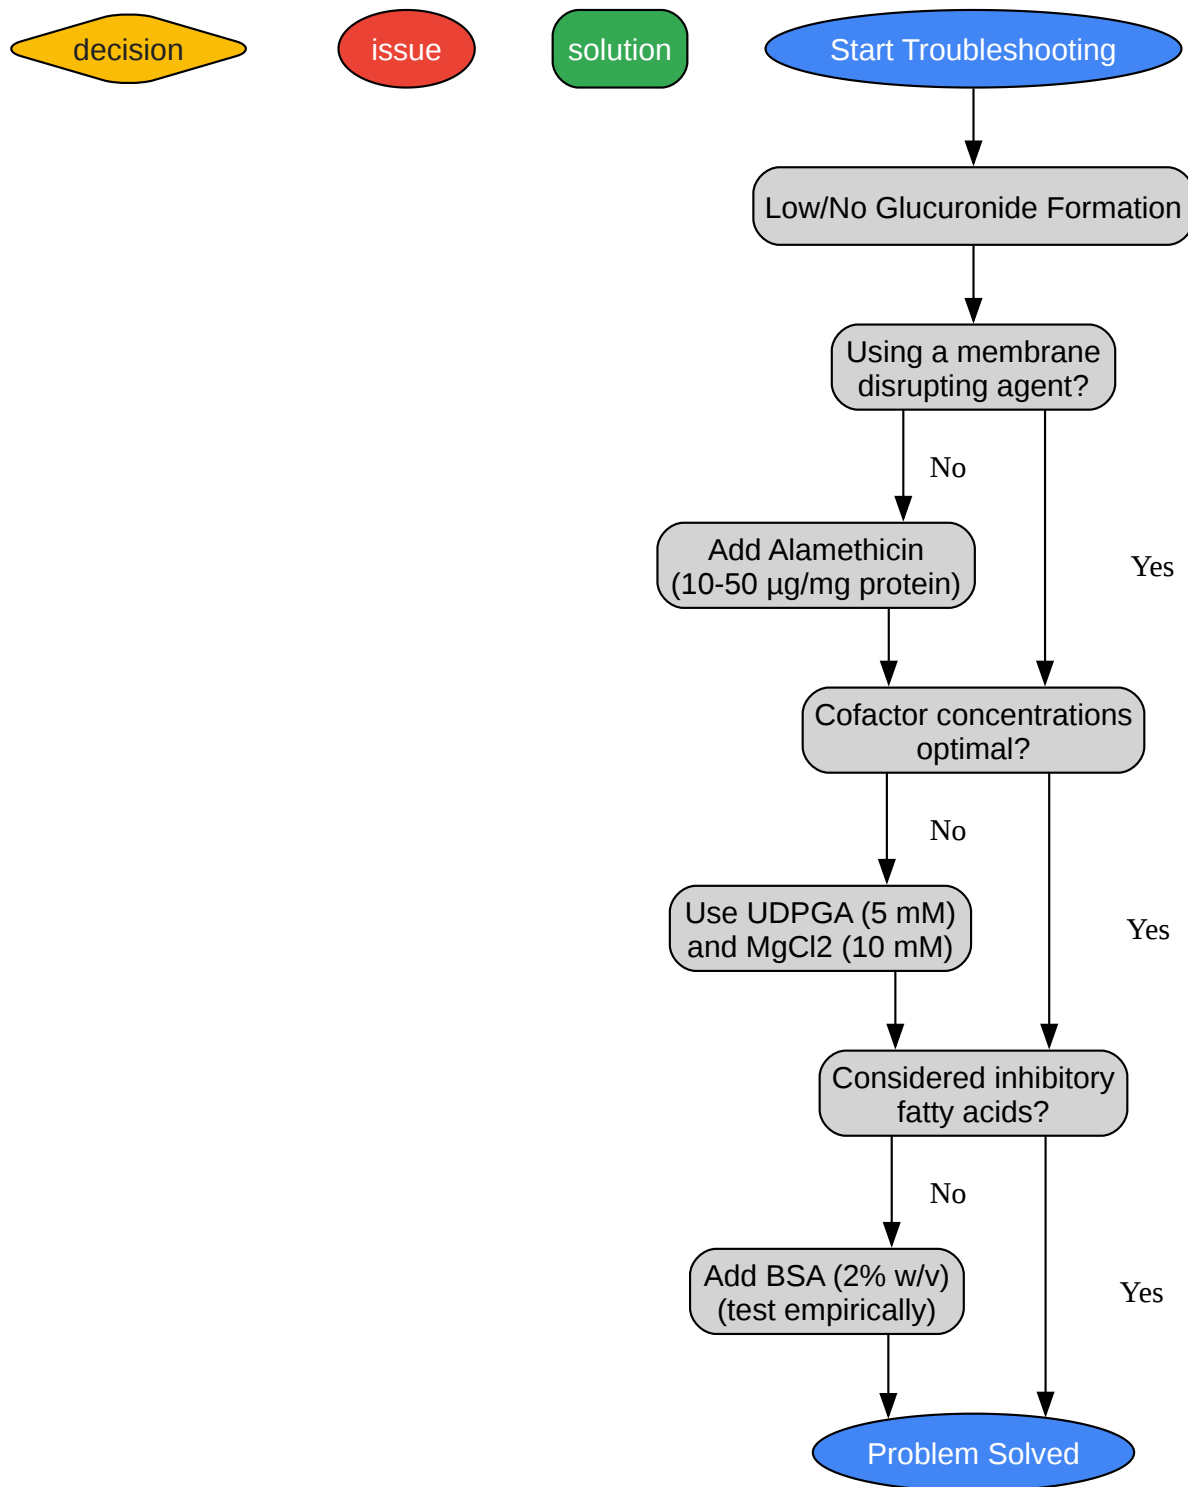 decision
issue
solution
Start Troubleshooting
Low/No Glucuronide Formation
Using a membrane
disrupting agent?
No
Add Alamethicin
(10-50 µg/mg protein)
Yes
Cofactor concentrations
optimal?
No
Use UDPGA (5 mM)
and MgCl2 (10 mM)
Yes
Considered inhibitory
fatty acids?
No
Add BSA (2% w/v)
(test empirically)
Yes
Problem Solved